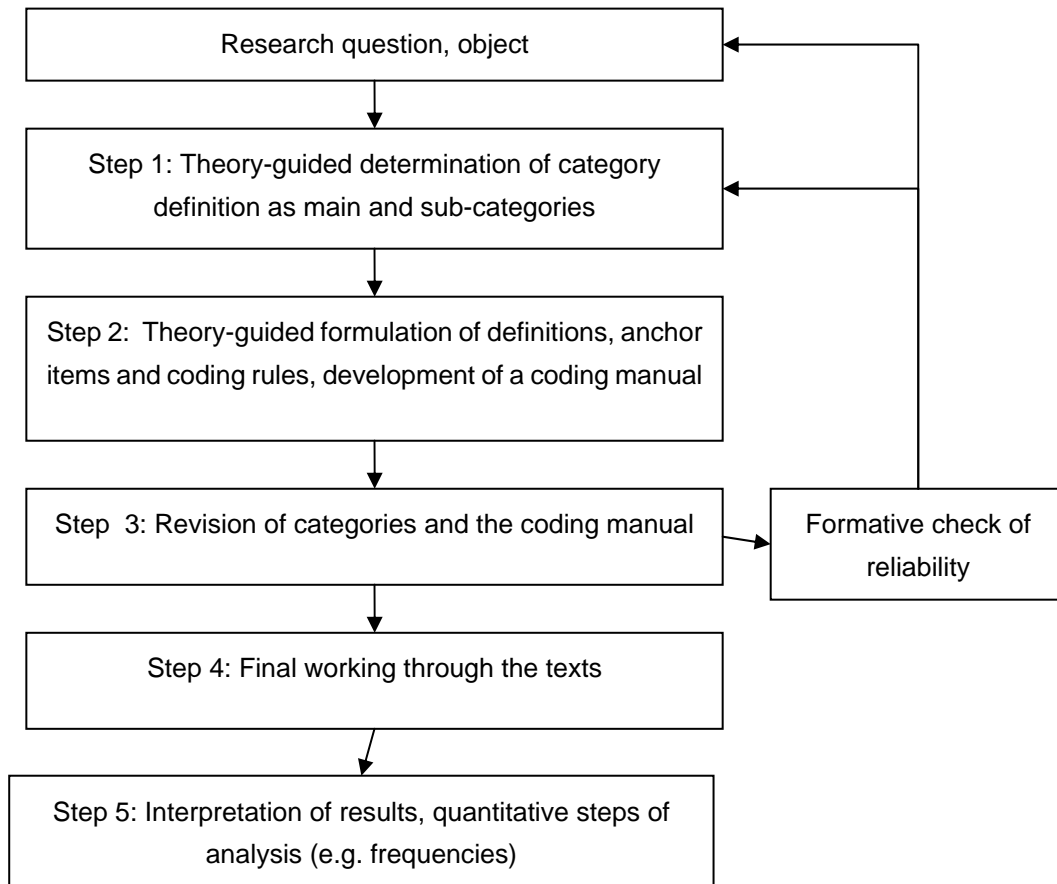 Research question, object
Step 1: Theory-guided determination of category
definition as main and sub-categories
Step 2:  Theory-guided formulation of definitions, anchor
items and coding rules, development of a coding manual
Step  3: Revision of categories and the coding manual
Formative check of
reliability
Step 4: Final working through the texts
Step 5: Interpretation of results, quantitative steps of
analysis (e.g. frequencies)